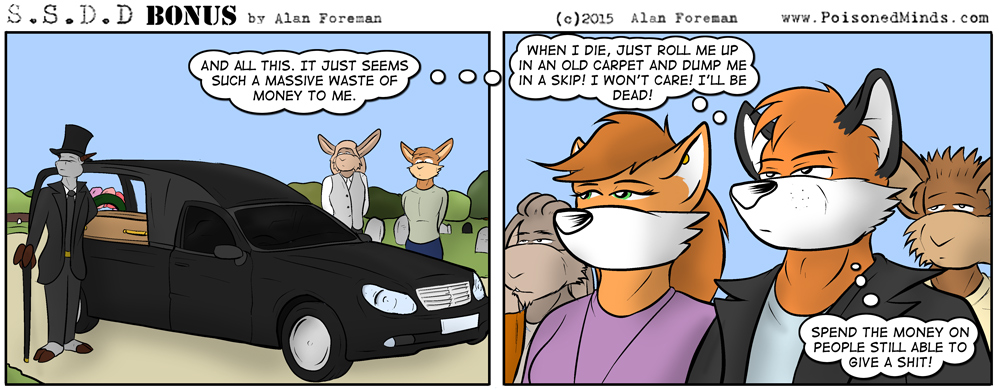 S.S.D.D BONUS by Alan Foreman (c)2015 Alan Foreman www.PoisonedMinds.com
AND ALL THIS. IT JUST SEEMS
SUCH A MASSIVE WASTE OF
MONEY TO ME.
WHEN I DIE, JUST ROLL ME UP
IN AN OLD CARPET AND DUMP ME
IN A SKIP! I WON'T CARE! I'LL BE
DEAD!
SPEND THE MONEY ON
PEOPLE STILL ABLE TO
GIVE A SHIT!